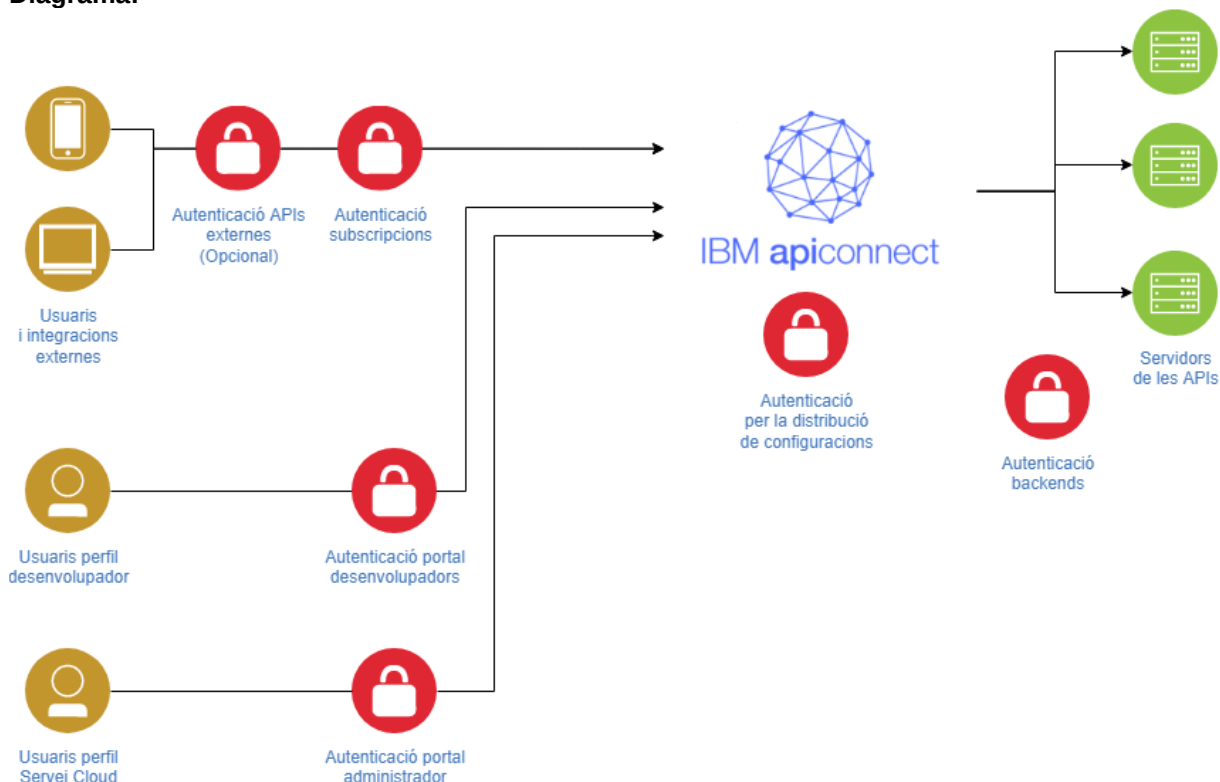 Diagrama:
Autenticació APIs
externes
(Opcional)
Autenticació
subscripcions
Usuaris
i integracions
externes
IBM apiconnect
Autenticació
per la distribució
de configuracions
Servidors
de les APIs
Autenticació
backends
Usuaris perfil
desenvolupador
Autenticació portal
desenvolupadors
Usuaris perfil
Servei Cloud
Autenticació portal
administrador